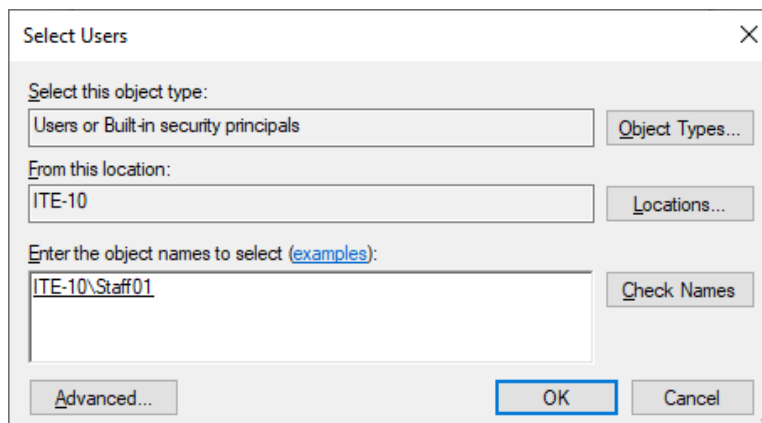 Select Users
Select this object type:
Users or Built-in security principals
Object Types...
From this location:
ITE-10
Locations...
Enter the object names to select (examples):
ITE-10\Staff01
Check Names
Advanced...
OK
Cancel